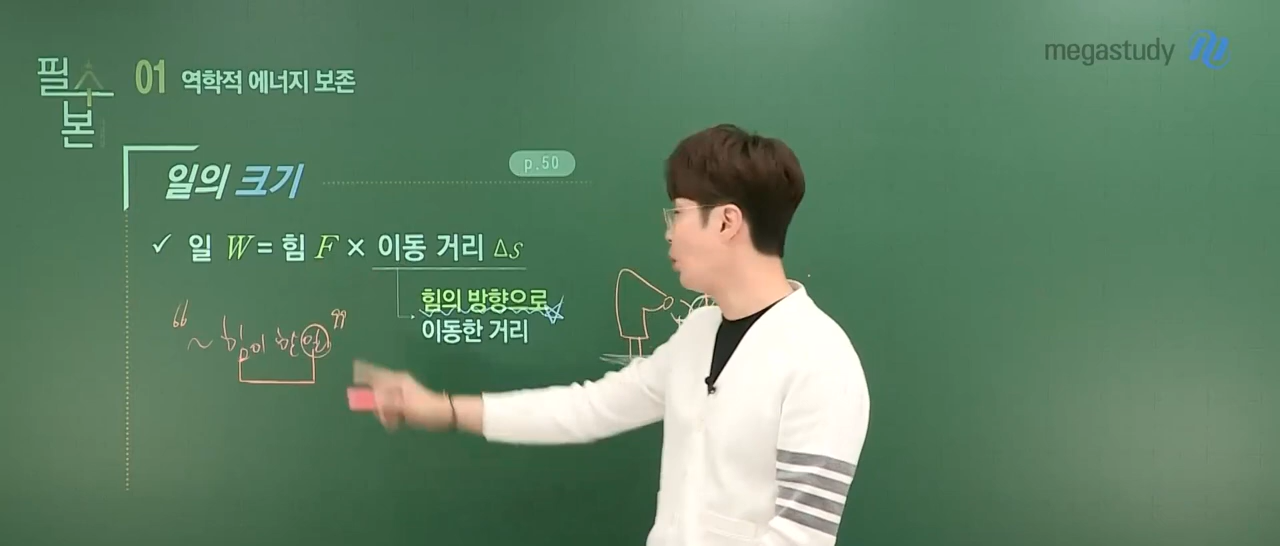 megastudy
필수본
01 역학적 에너지 보존
p.50
일의 크기
✓ 일 W = 힘 F × 이동 거리 Δs
힘의 방향으로
이동한 거리
“ ~ 힘이 한 일 ”